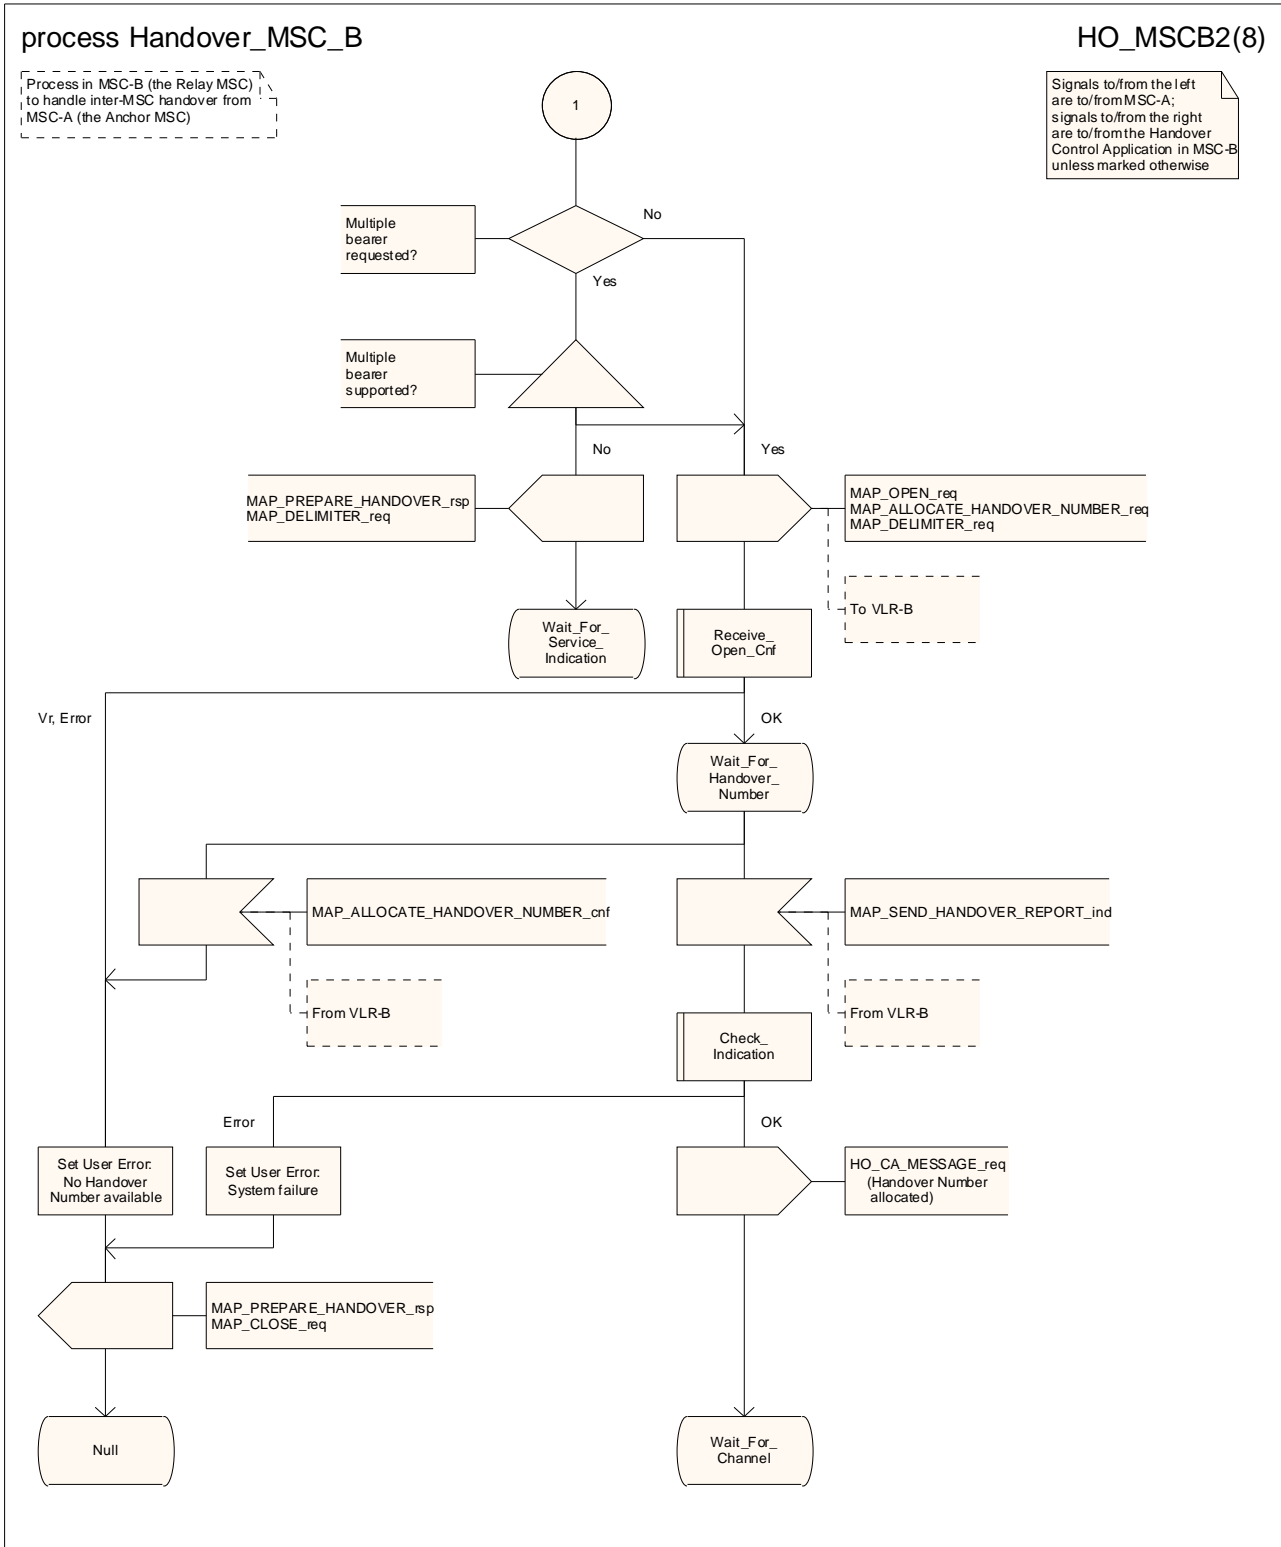 process Handover_MSC_B
HO_MSCB2(8)
Process in MSC-B (the Relay MSC)
to handle inter-MSC handover from
MSC-A (the Anchor MSC)
1
Signals to/from the left
are to/from MSC-A;
signals to/from the right
are to/from the Handover
Control Application in MSC-B
unless marked otherwise
Multiple
bearer
requested?
No
Yes
Multiple
bearer
supported?
No
Yes
MAP_PREPARE_HANDOVER_rsp
MAP_DELIMITER_req
MAP_OPEN_req
MAP_ALLOCATE_HANDOVER_NUMBER_req
MAP_DELIMITER_req
To VLR-B
Wait_For_
Service_
Indication
Receive_
Open_Cnf
Vr, Error
OK
Wait_For_
Handover_
Number
MAP_ALLOCATE_HANDOVER_NUMBER_cnf
MAP_SEND_HANDOVER_REPORT_ind
From VLR-B
From VLR-B
Check_
Indication
Error
OK
Set User Error:
No Handover
Number available
Set User Error:
System failure
HO_CA_MESSAGE_req
(Handover Number
allocated)
MAP_PREPARE_HANDOVER_rsp
MAP_CLOSE_req
Null
Wait_For_
Channel